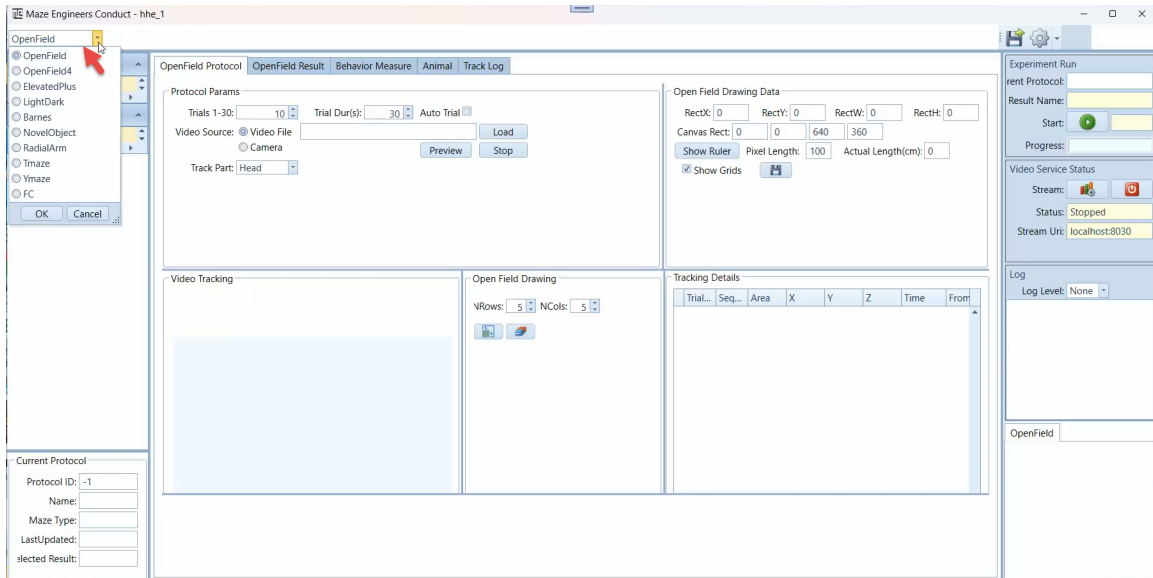 Maze Engineers Conduct - hhe_1
OpenField
OpenField
OpenField4
ElevatedPlus
LightDark
Barnes
NovelObject
RadialArm
Tmaze
Ymaze
FC
OK Cancel
Current Protocol
Protocol ID: -1
Name:
Maze Type:
LastUpdated:
elected Result:
OpenField Protocol OpenField Result Behavior Measure Animal Track Log
Protocol Params
Trials 1-30: 10 Trial Dur(s): 30 Auto Trial
Video Source: Video File Load
Camera Preview Stop
Track Part: Head
Open Field Drawing Data
RectX: 0 RectY: 0 RectW: 0 RectH: 0
Canvas Rect: 0 0 640 360
Show Ruler Pixel Length: 100 Actual Length(cm): 0
Show Grids
Video Tracking
Open Field Drawing
NRows: 5 NCols: 5
Tracking Details
Trial... Seq... Area X Y Z Time From
Experiment Run
rent Protocol:
Result Name:
Start:
Progress:
Video Service Status
Stream:
Status: Stopped
Stream Uri: localhost:8030
Log
Log Level: None
OpenField